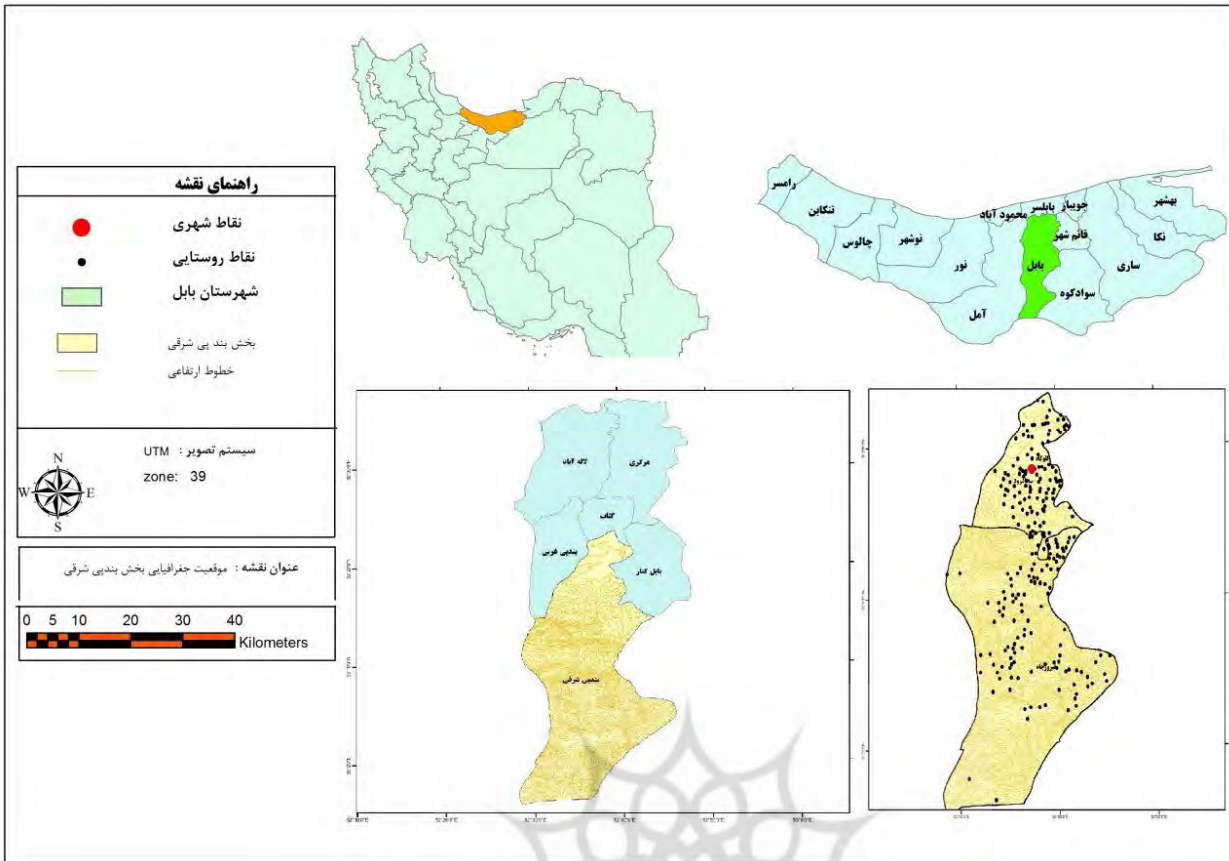 راهنمای نقشه
نقاط شهری
نقاط روستایی
شهرستان بابل
بخش بند پی شرقی
خطوط ارتفاعی
سیستم تصویر : UTM
zone: 39
N
W E
S
عنوان نقشه : موقعیت جغرافیایی بخش بندپی شرقی
0 5 10 20 30 40
Kilometers
رامسر
تنکابن
چالوس
نوشهر
نور
آمل
محمود آباد
بابلسر
بابل
جویبار
قائم شهر
سوادکوه
ساری
نکا
بهشهر
لاله آباد
مرکزی
گتاب
بندپی غربی
بابل کنار
بندپی شرقی
فیروزجاه